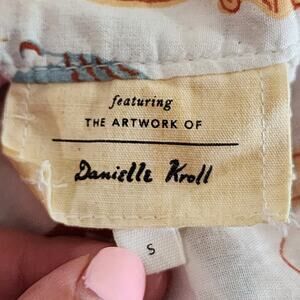 featuring
THE ARTWORK OF
Danielle Kroll
S